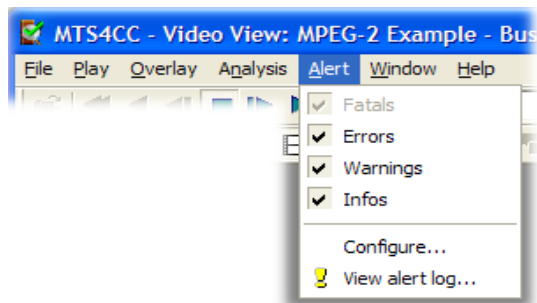 MTS4CC - Video View: MPEG-2 Example - Bus
File Play Overlay Analysis Alert Window Help
Fatals
Errors
Warnings
Infos
Configure...
View alert log...